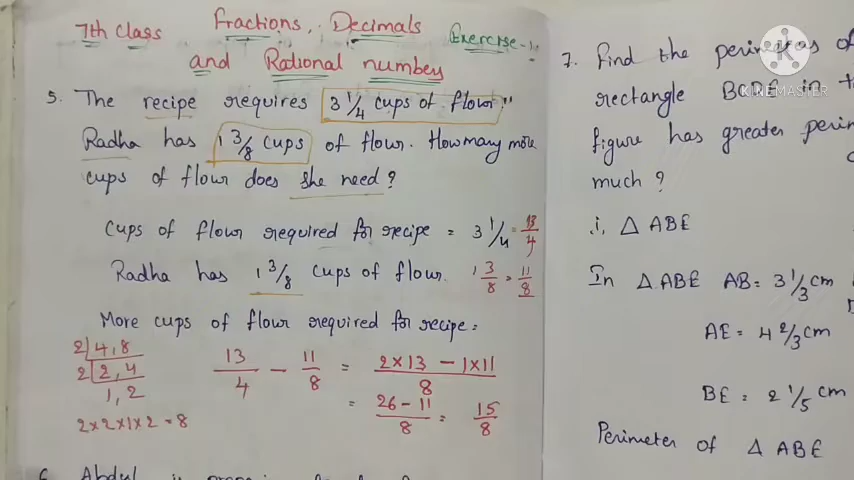 7th Class Fractions, Decimals Exercise-1
and Rational numbers
5. The recipe requires 3 1/4 cups of flour"
Radha has 1 3/8 cups of flour. How many more
cups of flour does she need?
Cups of flour required for recipe = 3 1/4 = 13/4
Radha has 1 3/8 cups of flour. 1 3/8 = 11/8
More cups of flour required for recipe =
2 | 4, 8
2 | 2, 4
1, 2
2×2×1×2 = 8
13/4 - 11/8 = 2×13 - 1×11 / 8
= 26-11/8 = 15/8
6. Abdul is
7. Find the
rectangle BCDE in
figure has greater
much?
i, △ ABE
In △ ABE AB = 3 1/3 cm
AE = 4 2/3 cm
BE = 2 1/5 cm
Perimeter of △ ABE
KINEMASTER